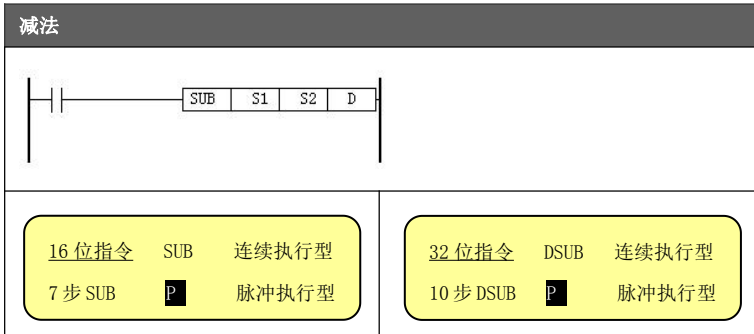 减法
SUB S1 S2 D
16 位指令 SUB 连续执行型
7 步 SUB P 脉冲执行型
32 位指令 DSUB 连续执行型
10 步 DSUB P 脉冲执行型